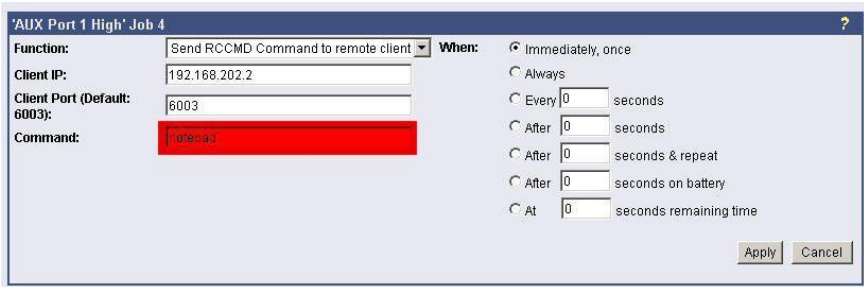 'AUX Port 1 High' Job 4 ?
Function: Send RCCMD Command to remote client When: Immediately, once
Client IP: 192.168.202.2 Always
Client Port (Default: 6003): 6003 Every 0 seconds
Command: notepad After 0 seconds
After 0 seconds & repeat
After 0 seconds on battery
At 0 seconds remaining time
Apply Cancel